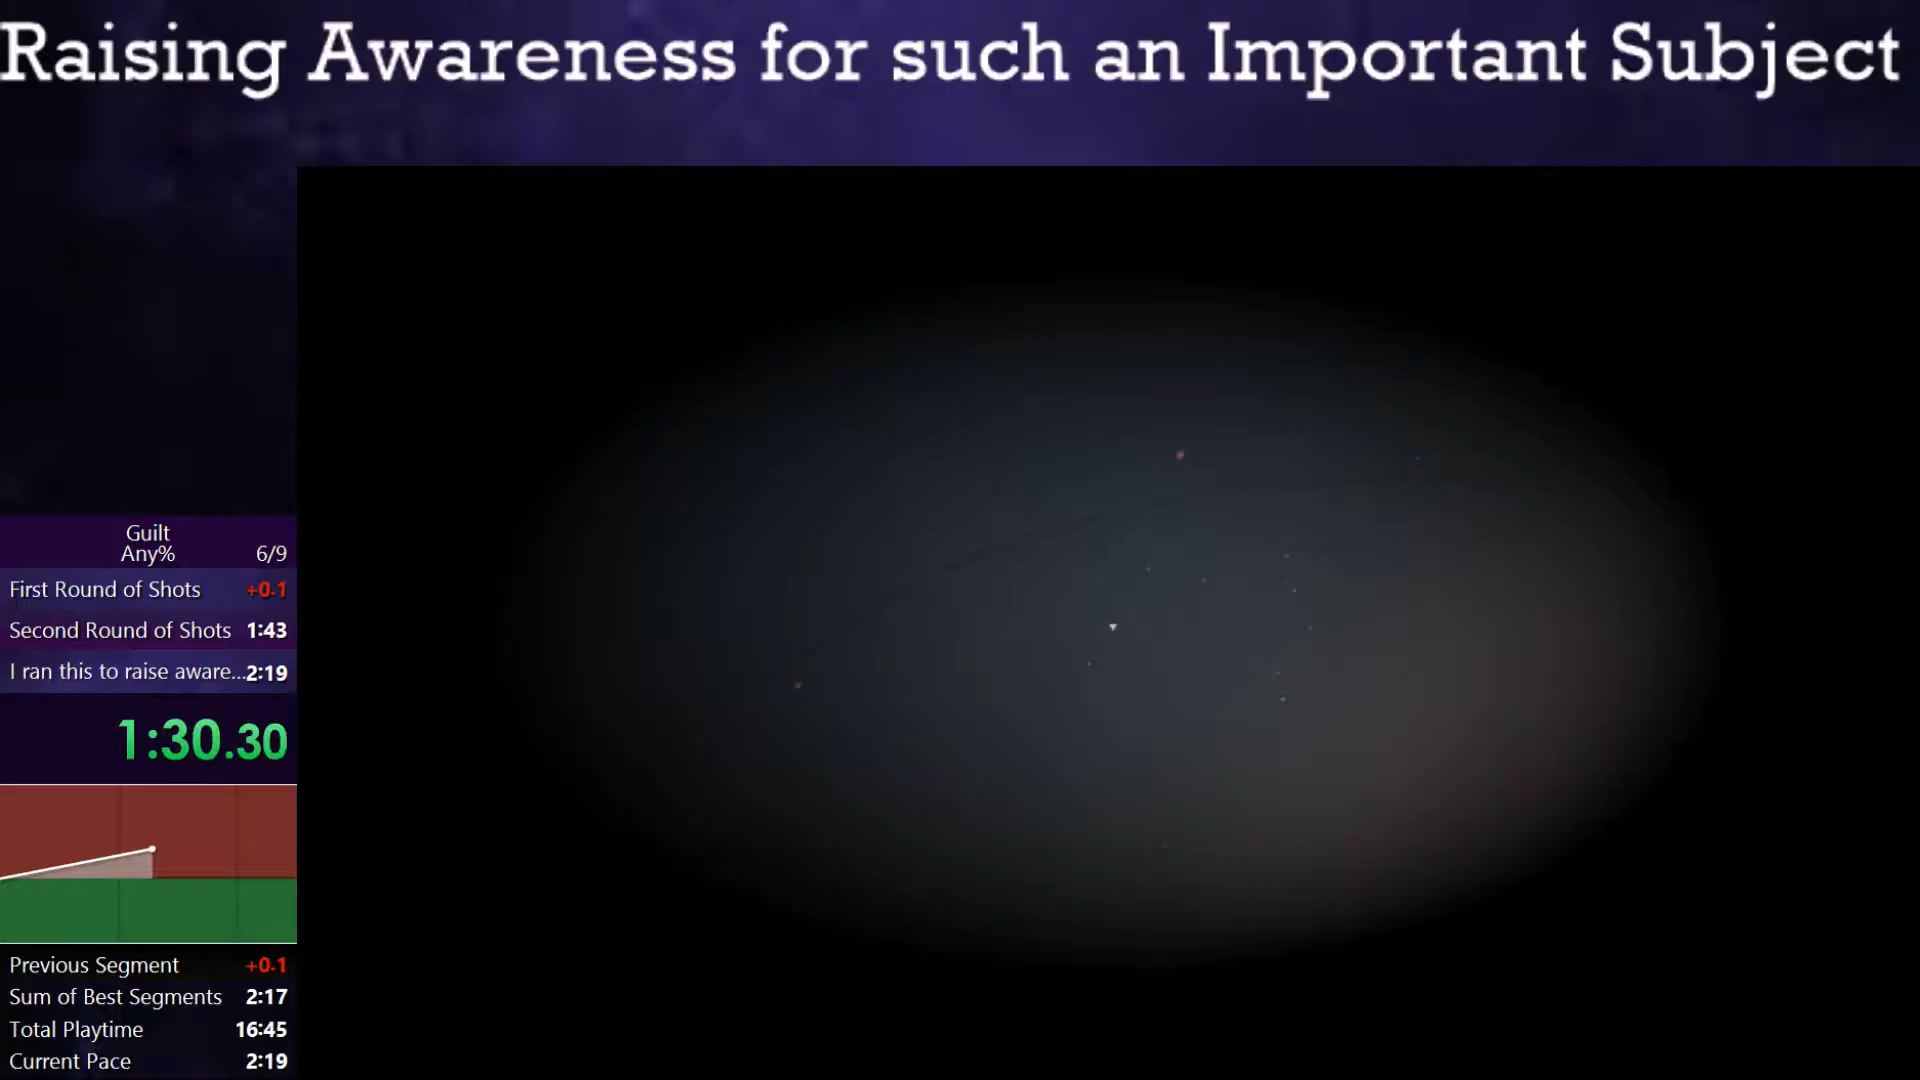 Raising Awareness for such an Important Subject
Guilt
Any% 6/9
First Round of Shots +0.1
Second Round of Shots 1:43
I ran this to raise aware... 2:19
1:30.30
Previous Segment +0.1
Sum of Best Segments 2:17
Total Playtime 16:45
Current Pace 2:19